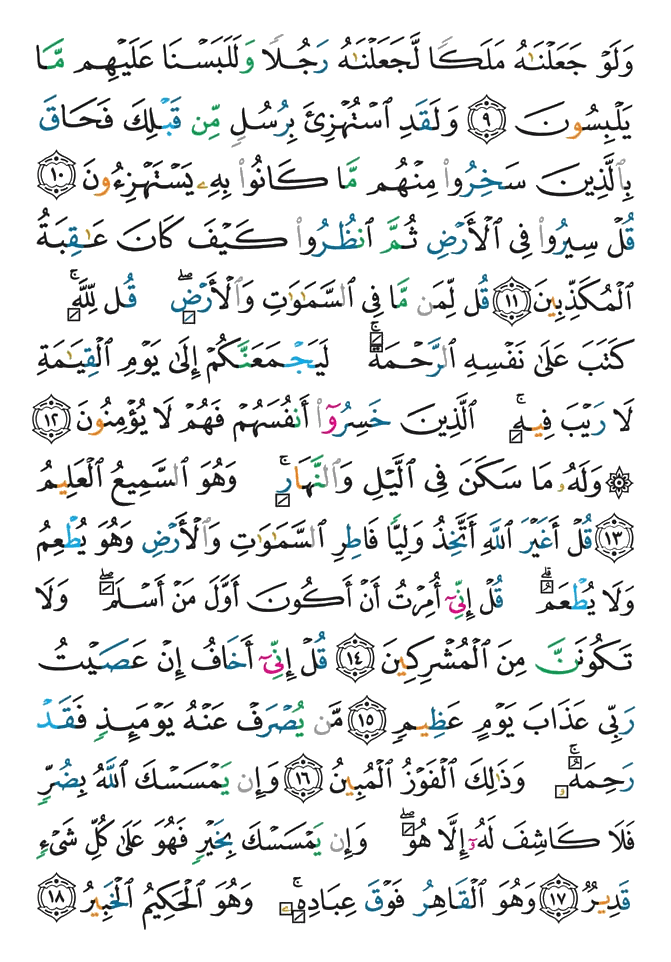 وَلَوْ جَعَلْنَٰهُ مَلَكًا لَّجَعَلْنَٰهُ رَجُلًا وَلَلَبَسْنَا عَلَيْهِم مَّا
يَلْبِسُونَ ٩ وَلَقَدِ ٱسْتُهْزِئَ بِرُسُلٍ مِّن قَبْلِكَ فَحَاقَ
بِٱلَّذِينَ سَخِرُوا۟ مِنْهُم مَّا كَانُوا۟ بِهِۦ يَسْتَهْزِءُونَ ١٠
قُلْ سِيرُوا۟ فِى ٱلْأَرْضِ ثُمَّ ٱنظُرُوا۟ كَيْفَ كَانَ عَٰقِبَةُ
ٱلْمُكَذِّبِينَ ١١ قُل لِّمَن مَّا فِى ٱلسَّمَٰوَٰتِ وَٱلْأَرْضِۖ قُل لِّلَّهِۚ
كَتَبَ عَلَىٰ نَفْسِهِ ٱلرَّحْمَةَۚ لَيَجْمَعَنَّكُمْ إِلَىٰ يَوْمِ ٱلْقِيَٰمَةِ
لَا رَيْبَ فِيهِۚ ٱلَّذِينَ خَسِرُوٓا۟ أَنفُسَهُمْ فَهُمْ لَا يُؤْمِنُونَ ١٢
۞ وَلَهُۥ مَا سَكَنَ فِى ٱلَّيْلِ وَٱلنَّهَارِۚ وَهُوَ ٱلسَّمِيعُ ٱلْعَلِيمُ
١٣ قُلْ أَغَيْرَ ٱللَّهِ أَتَّخِذُ وَلِيًّا فَاطِرِ ٱلسَّمَٰوَٰتِ وَٱلْأَرْضِ وَهُوَ يُطْعِمُ
وَلَا يُطْعَمُۗ قُلْ إِنِّىٓ أُمِرْتُ أَنْ أَكُونَ أَوَّلَ مَنْ أَسْلَمَۖ وَلَا
تَكُونَنَّ مِنَ ٱلْمُشْرِكِينَ ١٤ قُلْ إِنِّىٓ أَخَافُ إِنْ عَصَيْتُ
رَبِّى عَذَابَ يَوْمٍ عَظِيمٍ ١٥ مَّن يُصْرَفْ عَنْهُ يَوْمَئِذٍ فَقَدْ
رَحِمَهُۥۚ وَذَٰلِكَ ٱلْفَوْزُ ٱلْمُبِينُ ١٦ وَإِن يَمْسَسْكَ ٱللَّهُ بِضُرٍّ
فَلَا كَاشِفَ لَهُۥٓ إِلَّا هُوَۖ وَإِن يَمْسَسْكَ بِخَيْرٍ فَهُوَ عَلَىٰ كُلِّ شَىْءٍ
قَدِيرٌ ١٧ وَهُوَ ٱلْقَاهِرُ فَوْقَ عِبَادِهِۦۚ وَهُوَ ٱلْحَكِيمُ ٱلْخَبِيرُ ١٨